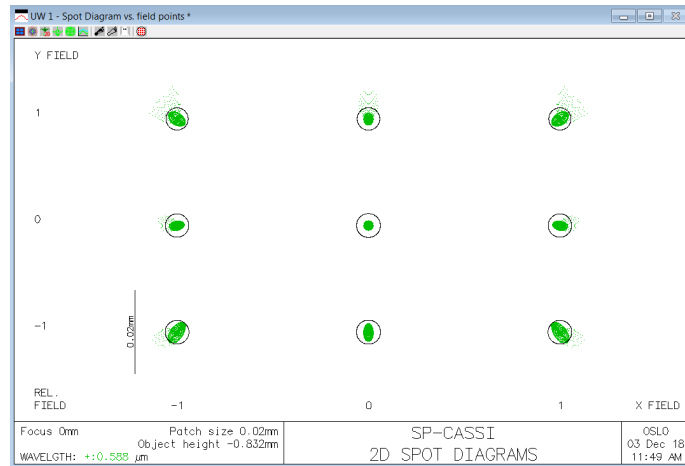 UW 1 - Spot Diagram vs. field points *
Y FIELD
1
0
-1
0.02mm
REL.
FIELD
-1
0
1
X FIELD
Focus 0mm
Patch size 0.02mm
Object height -0.832mm
WAVELGTH: +:0.588 μm
SP-CASSI
2D SPOT DIAGRAMS
OSLO
03 Dec 18
11:49 AM